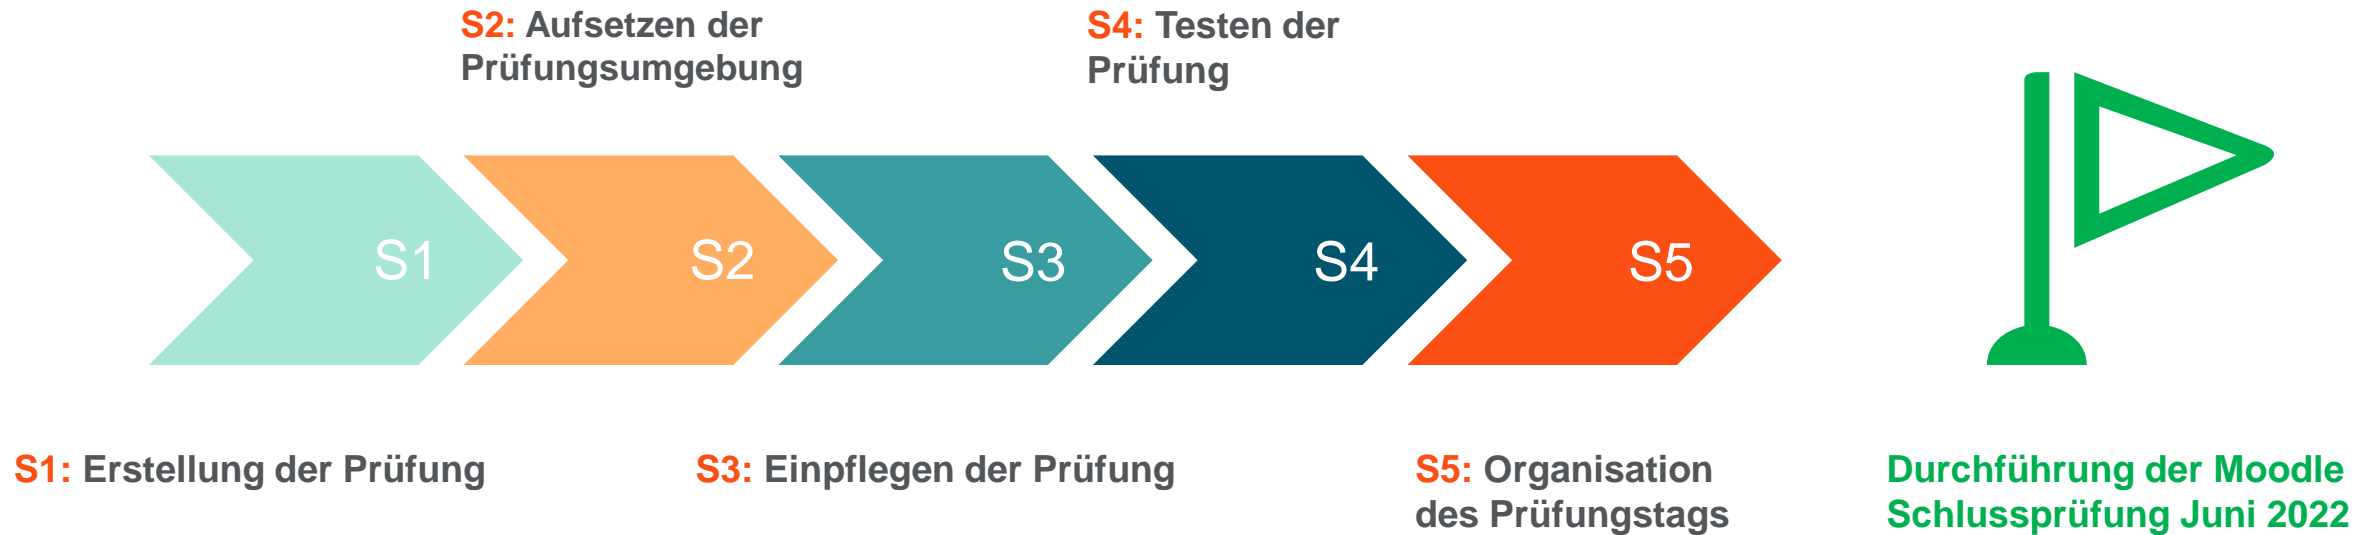 S2: Aufsetzen der
Prüfungsumgebung
S4: Testen der
Prüfung
S1
S2
S3
S4
S5
S1: Erstellung der Prüfung
S3: Einpflegen der Prüfung
S5: Organisation
des Prüfungstags
Durchführung der Moodle
Schlussprüfung Juni 2022